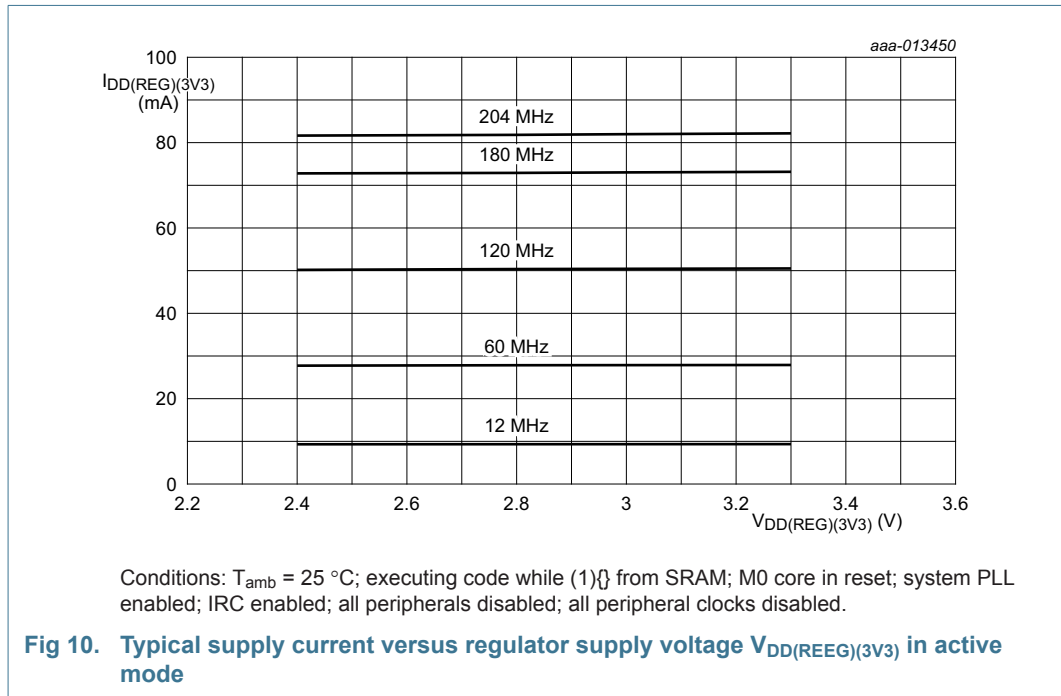 aaa-013450
100
IDD(REG)(3V3)
(mA)
204 MHz
80
180 MHz
60
120 MHz
40
60 MHz
20
12 MHz
0
2.2 2.4 2.6 2.8 3 3.2 3.4 3.6
VDD(REG)(3V3) (V)
Conditions: Tamb = 25 °C; executing code while (1){} from SRAM; M0 core in reset; system PLL
enabled; IRC enabled; all peripherals disabled; all peripheral clocks disabled.
Fig 10. Typical supply current versus regulator supply voltage VDD(REEG)(3V3) in active
mode